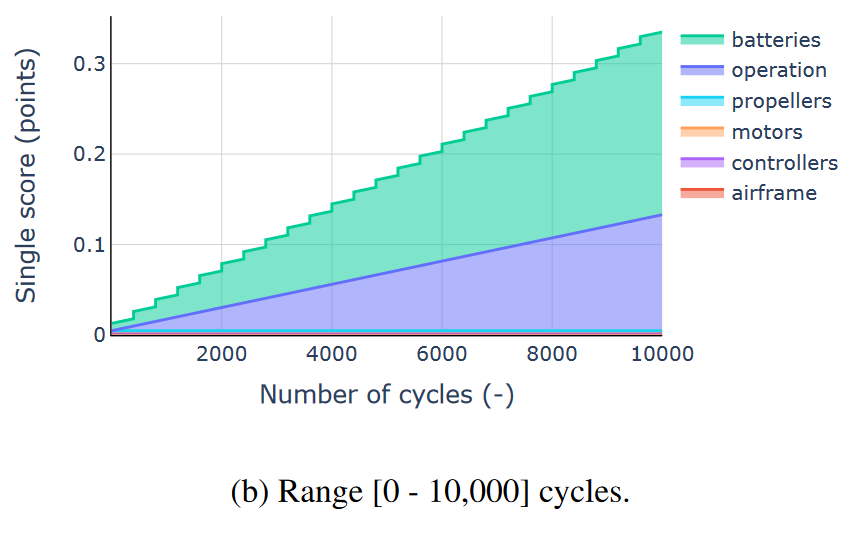 Single score (points)
0.3
0.2
0.1
0
2000 4000 6000 8000 10000
Number of cycles (-)
batteries
operation
propellers
motors
controllers
airframe
(b) Range [0 - 10,000] cycles.